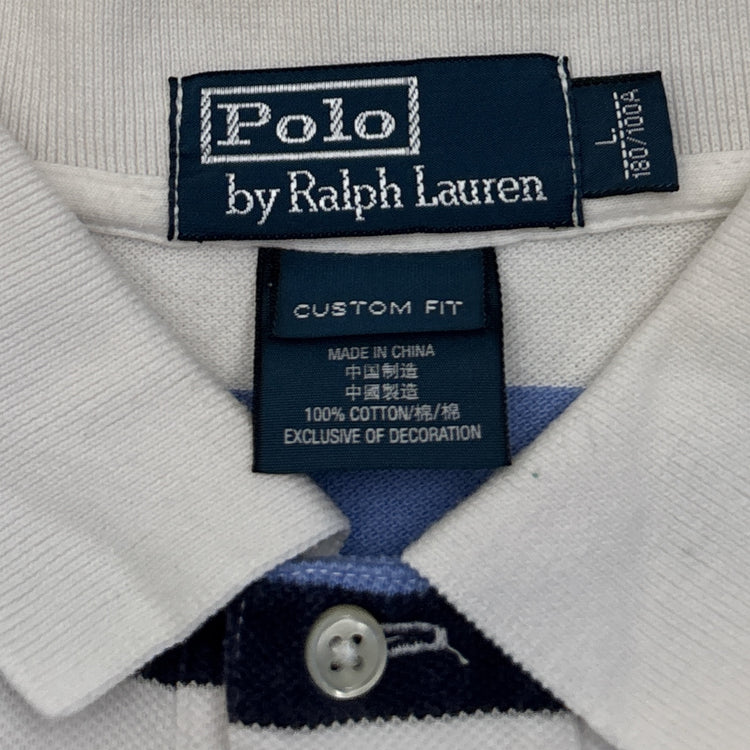 Polo
by Ralph Lauren
L
180/100A
CUSTOM FIT
MADE IN CHINA
中国制造
中國製造
100% COTTON/棉/棉
EXCLUSIVE OF DECORATION